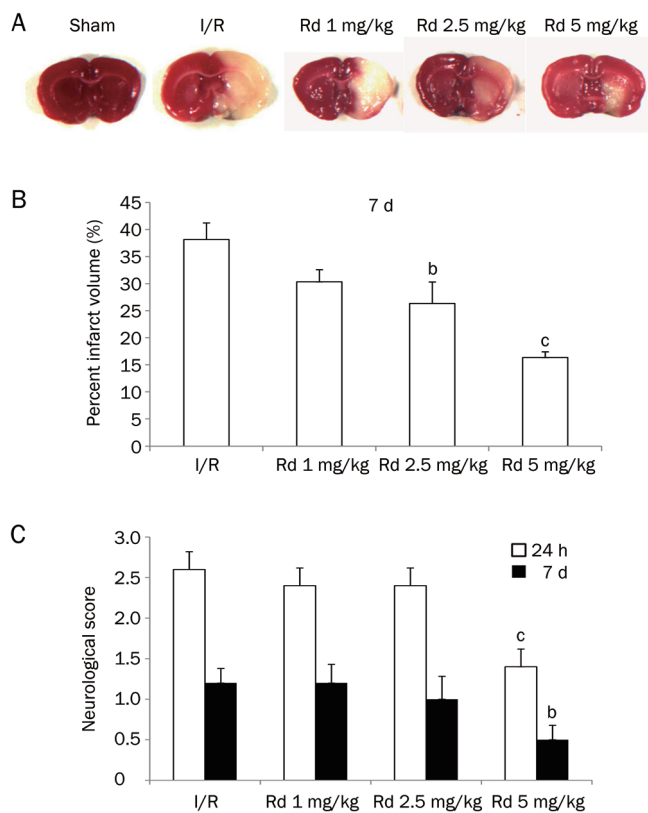 A
Sham I/R Rd 1 mg/kg Rd 2.5 mg/kg Rd 5 mg/kg
B
7 d
Percent infarct volume (%)
45
40
35
30
25
20
15
10
5
0
b
c
I/R Rd 1 mg/kg Rd 2.5 mg/kg Rd 5 mg/kg
C
Neurological score
3.0
2.5
2.0
1.5
1.0
0.5
0
24 h
7 d
c
b
I/R Rd 1 mg/kg Rd 2.5 mg/kg Rd 5 mg/kg